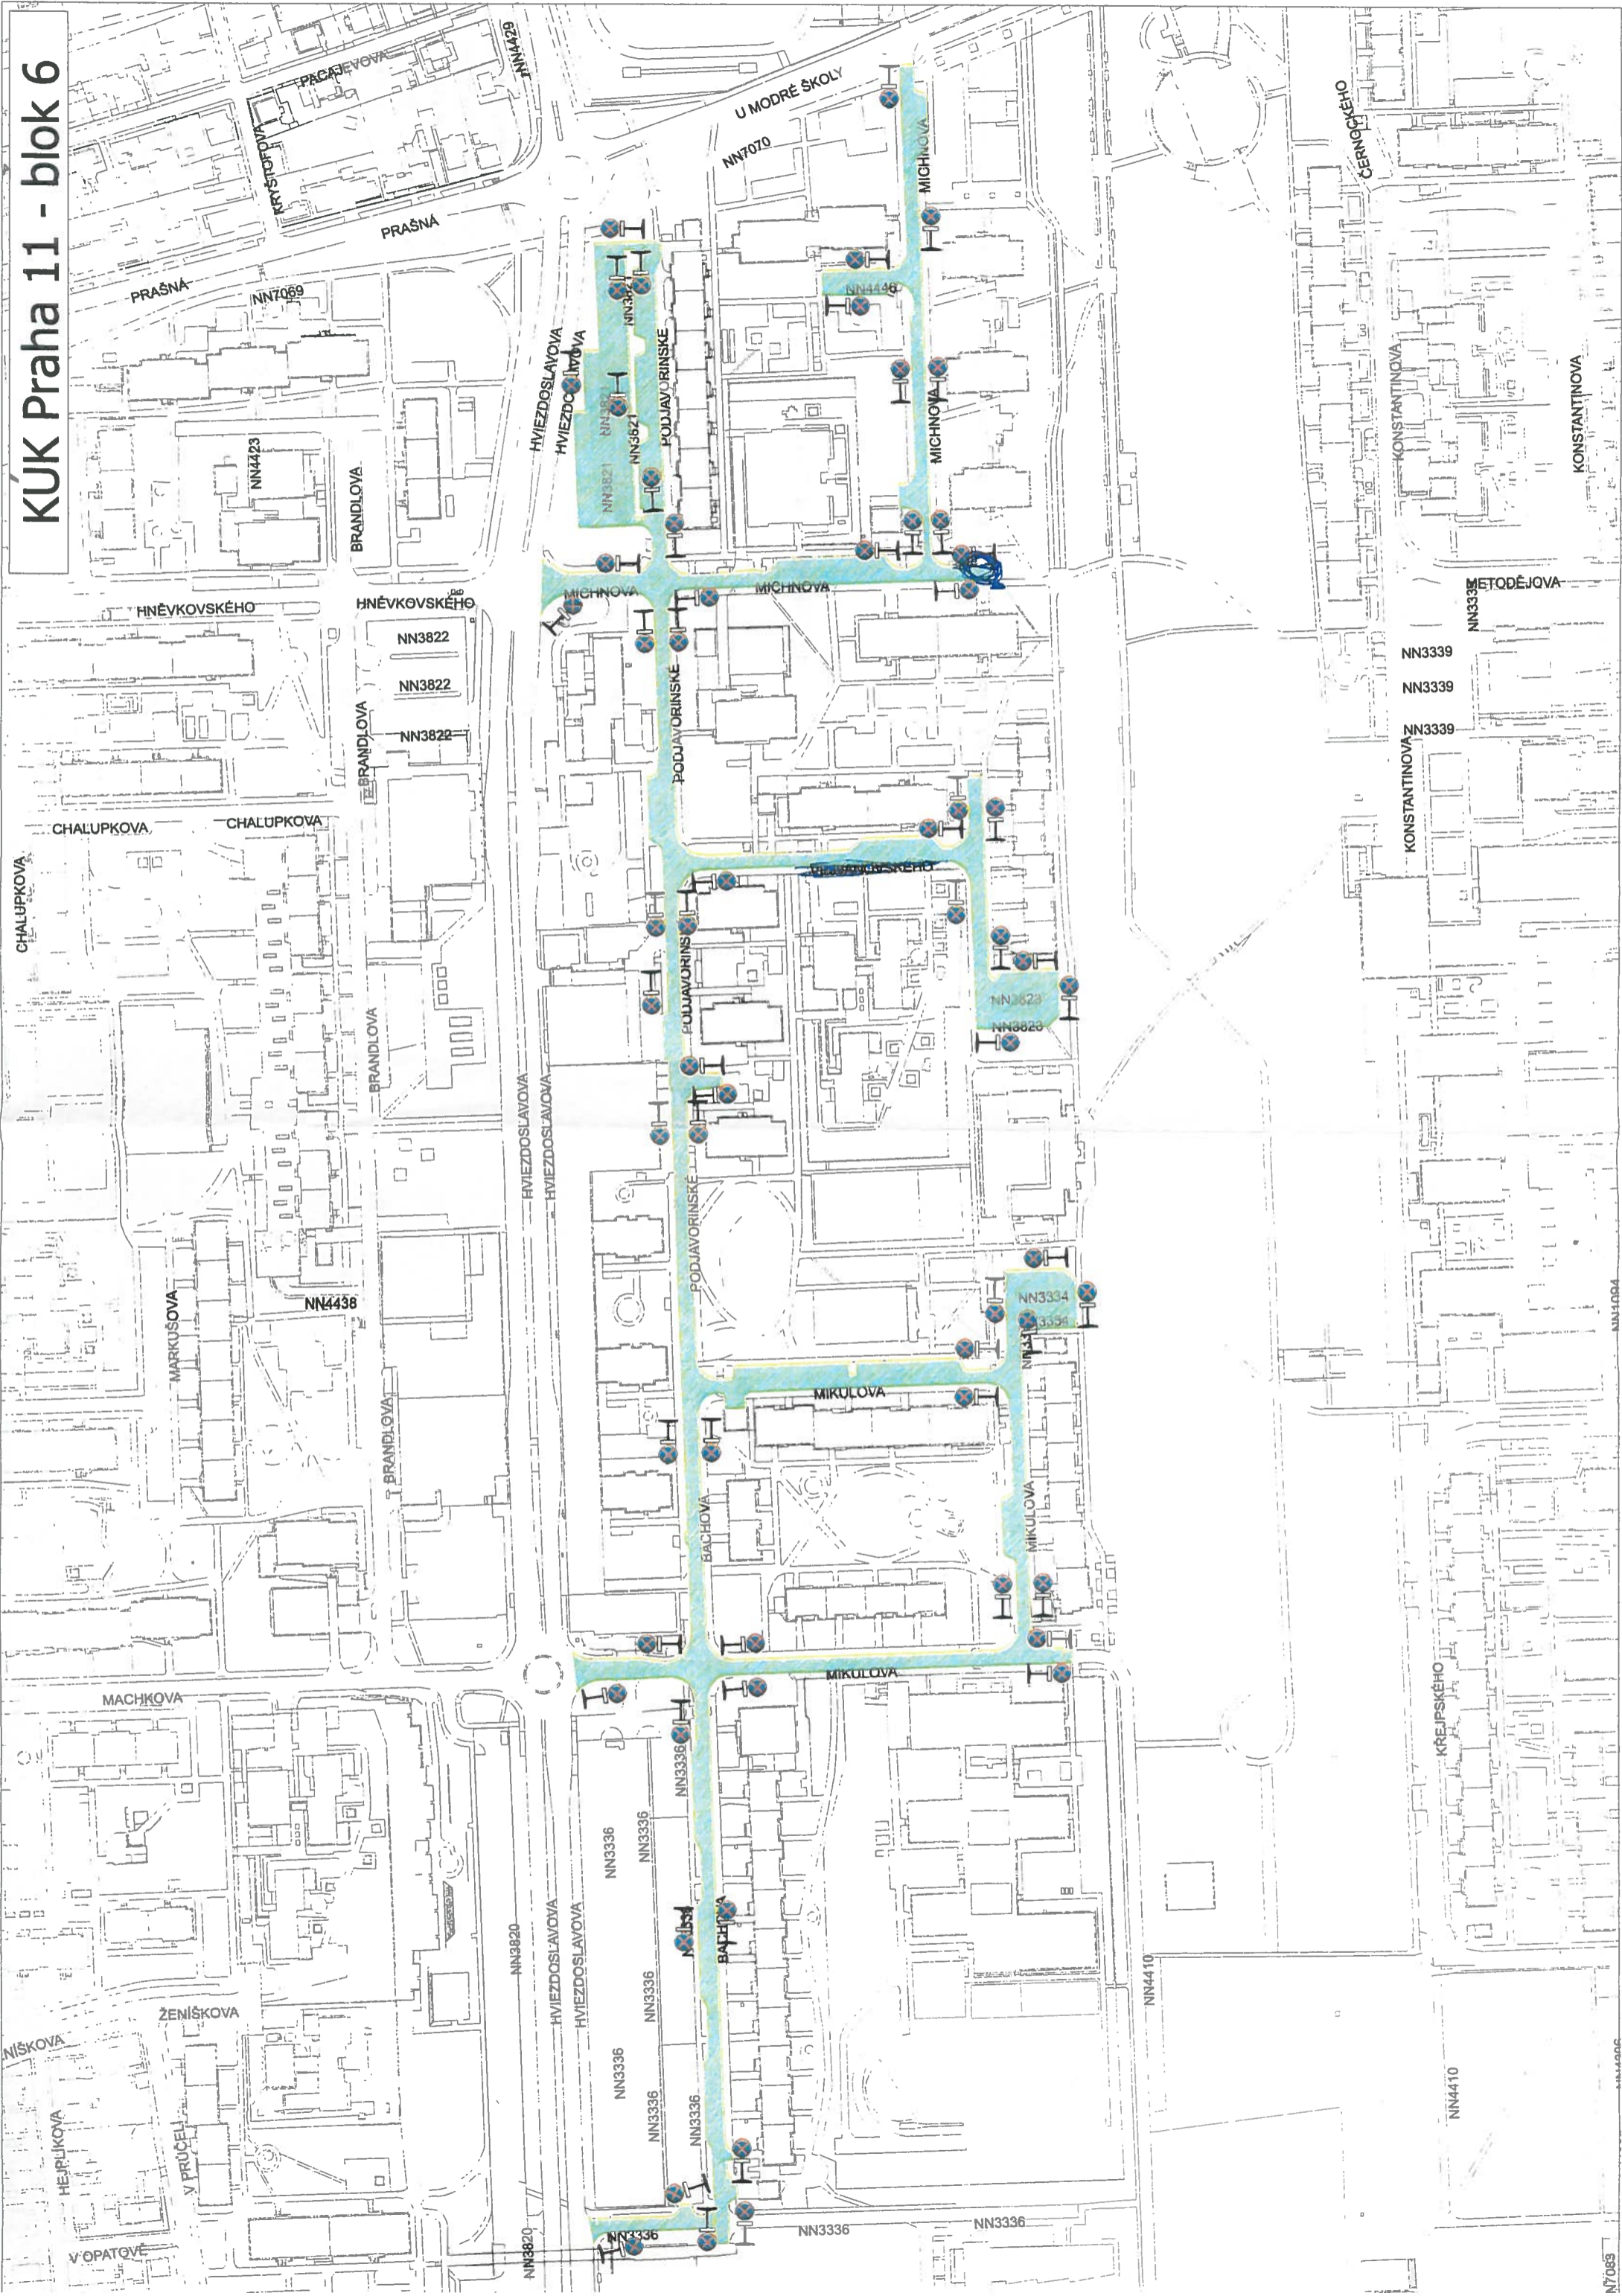 KÚK Praha 11 - blok 6
PACAJEVOVA
NN4429
KRYŠTOFOVA
PRAŠNÁ
PRAŠNÁ
NN7069
U MODRÉ ŠKOLY
NN7070
MICHNOVA
NN4446
MICHNOVA
ČERNOCKÉHO
KONSTANTINOVA
KONSTANTINOVA
HVIEZDOSLAVOVA
PODJAVORINSKÉ
NN3821
NN3821
NN4423
BRANDLOVA
HNĚVKOVSKÉHO
HNĚVKOVSKÉHO
MICHNOVA
MICHNOVA
METODĚJOVA
NN3339
NN3339
NN3339
NN3822
NN3822
NN3822
BRANDLOVA
PODJAVORINSKÉ
KONSTANTINOVA
CHALUPKOVA
CHALUPKOVA
CHALUPKOVA
NN3823
NN3823
BRANDLOVA
HVIEZDOSLAVOVA
HVIEZDOSLAVOVA
PODJAVORINSKÉ
NN4438
MARKUŠOVA
BRANDLOVA
NN3334
MIKULOVA
BACHOVA
MIKULOVA
MIKULOVA
MACHKOVA
KŘEJPSKÉHO
NN3336
NN3336
NN3336
NN3820
HVIEZDOSLAVOVA
HVIEZDOSLAVOVA
NN3336
NN3336
NN3336
NN3336
NN4410
NN4410
ŽENÍŠKOVA
NÍŠKOVA
HEJPLÍKOVA
V PRŮČELÍ
V OPATOVĚ
NN3820
NN3336
NN3336
NN3336